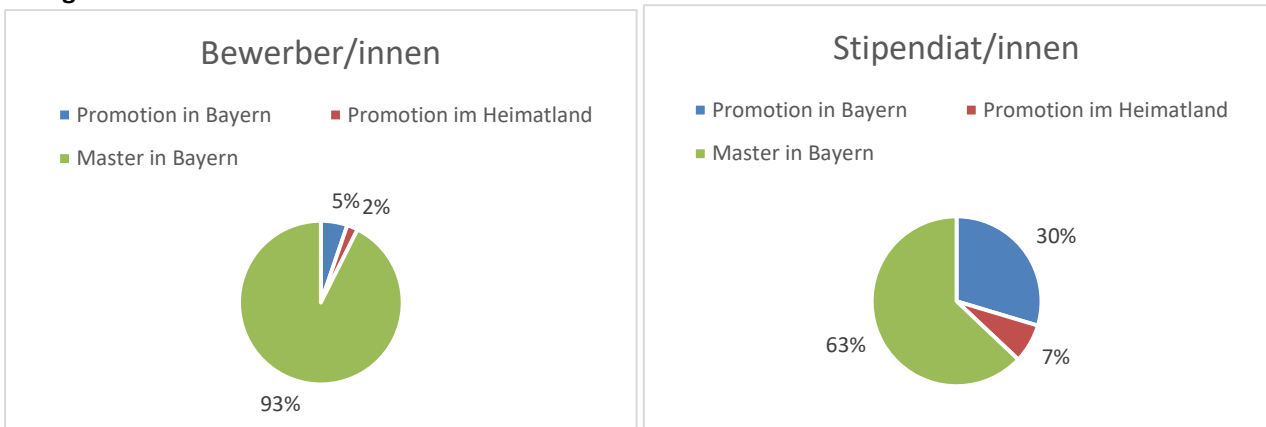 Bewerber/innen
Promotion in Bayern
Promotion im Heimatland
Master in Bayern
5%
2%
93%
Stipendiat/innen
Promotion in Bayern
Promotion im Heimatland
Master in Bayern
30%
7%
63%